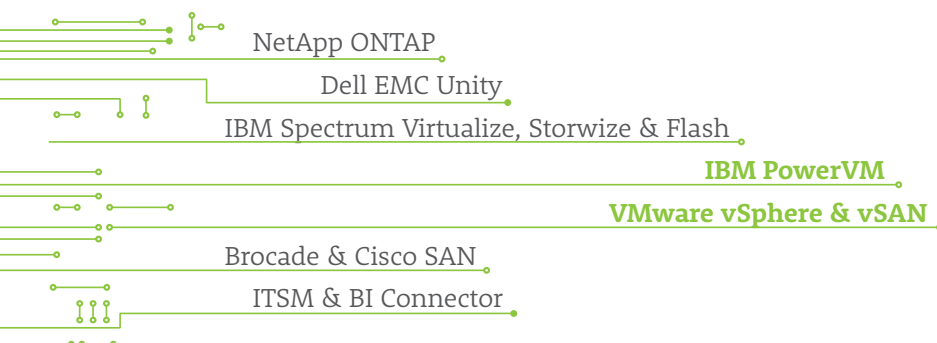 NetApp ONTAP
Dell EMC Unity
IBM Spectrum Virtualize, Storwize & Flash
IBM PowerVM
VMware vSphere & vSAN
Brocade & Cisco SAN
ITSM & BI Connector